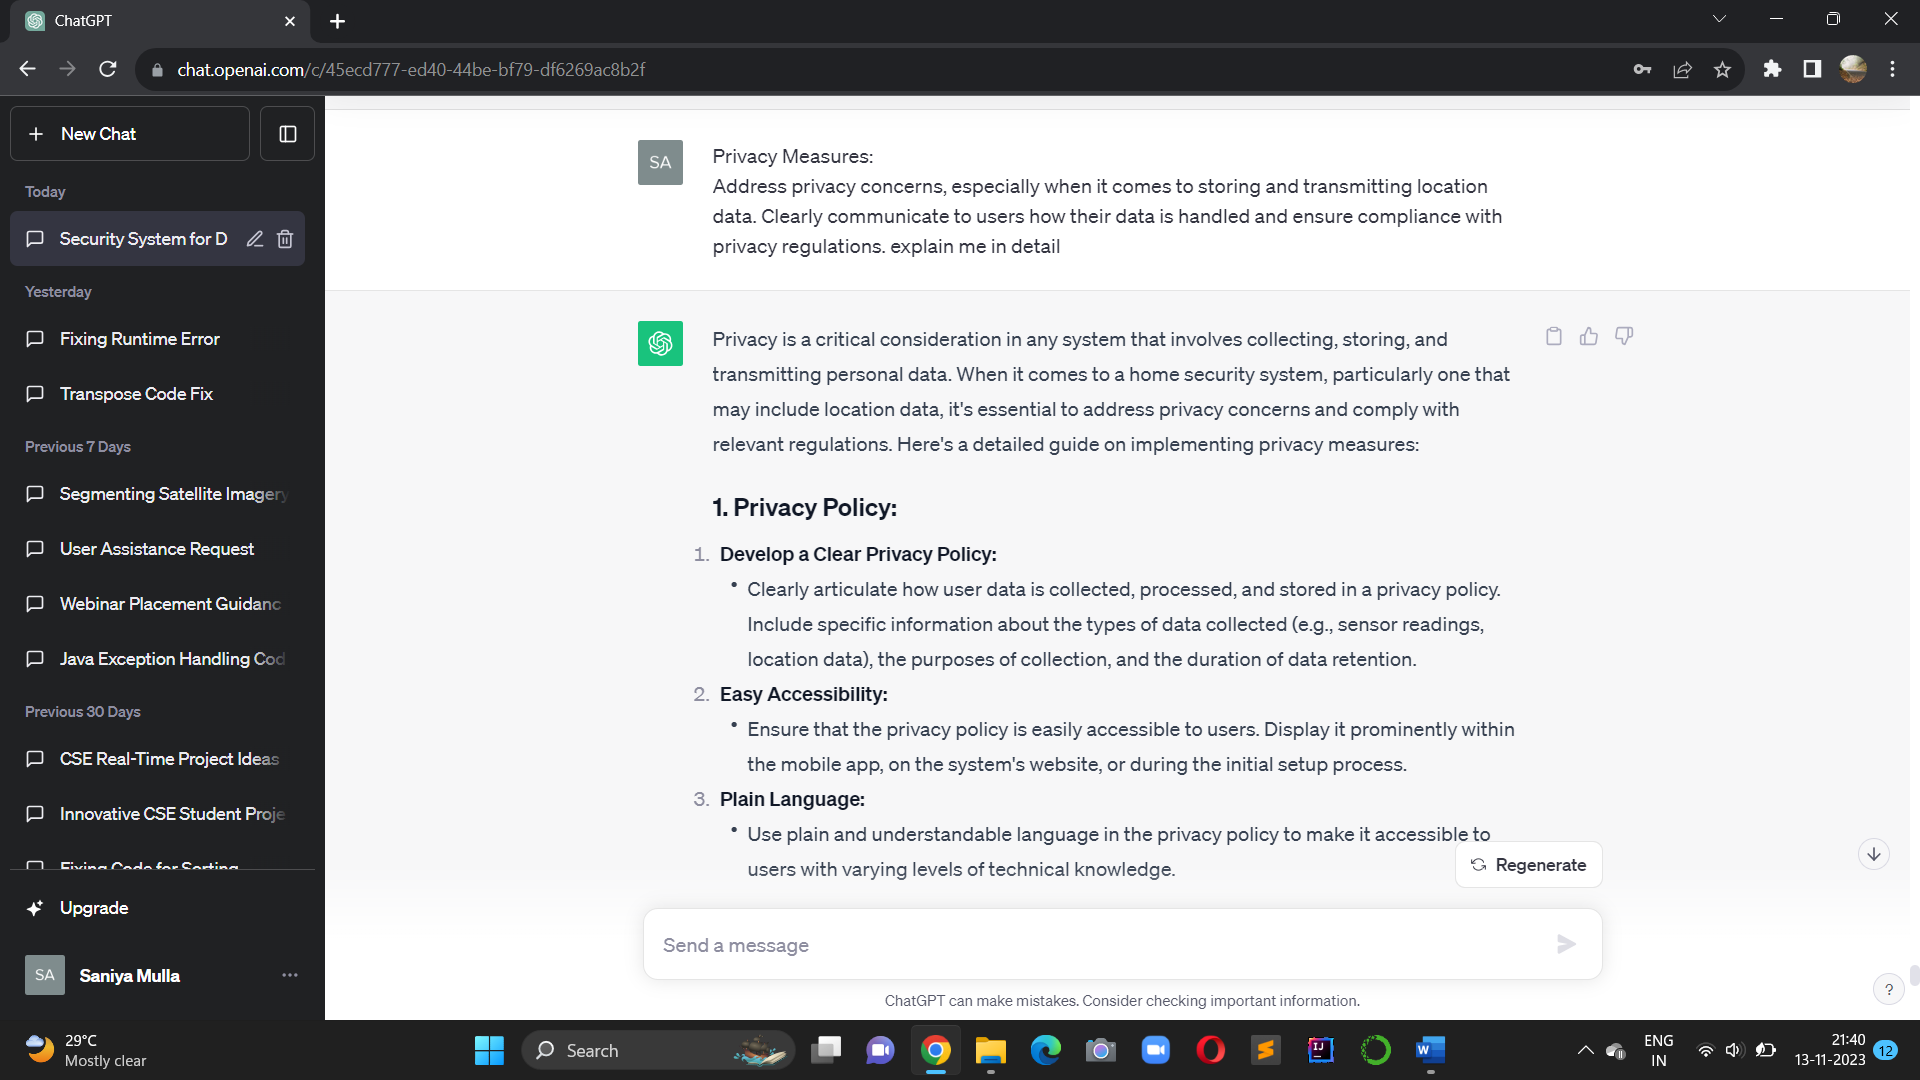 ChatGPT
chat.openai.com/c/45ecd777-ed40-44be-bf79-df6269ac8b2f
New Chat
Today
Security System for D
Yesterday
Fixing Runtime Error
Transpose Code Fix
Previous 7 Days
Segmenting Satellite Imagery
User Assistance Request
Webinar Placement Guidanc
Java Exception Handling Cod
Previous 30 Days
CSE Real-Time Project Ideas
Innovative CSE Student Proje
Fixing Code for Sorting
Upgrade
SA
Saniya Mulla
SA
Privacy Measures:
Address privacy concerns, especially when it comes to storing and transmitting location
data. Clearly communicate to users how their data is handled and ensure compliance with
privacy regulations. explain me in detail
Privacy is a critical consideration in any system that involves collecting, storing, and
transmitting personal data. When it comes to a home security system, particularly one that
may include location data, it's essential to address privacy concerns and comply with
relevant regulations. Here's a detailed guide on implementing privacy measures:
1. Privacy Policy:
1. Develop a Clear Privacy Policy:
• Clearly articulate how user data is collected, processed, and stored in a privacy policy.
Include specific information about the types of data collected (e.g., sensor readings,
location data), the purposes of collection, and the duration of data retention.
2. Easy Accessibility:
• Ensure that the privacy policy is easily accessible to users. Display it prominently within
the mobile app, on the system's website, or during the initial setup process.
3. Plain Language:
• Use plain and understandable language in the privacy policy to make it accessible to
users with varying levels of technical knowledge.
Regenerate
Send a message
ChatGPT can make mistakes. Consider checking important information.
?
29°C
Mostly clear
Search
IJ
W
ENG
IN
21:40
13-11-2023
12